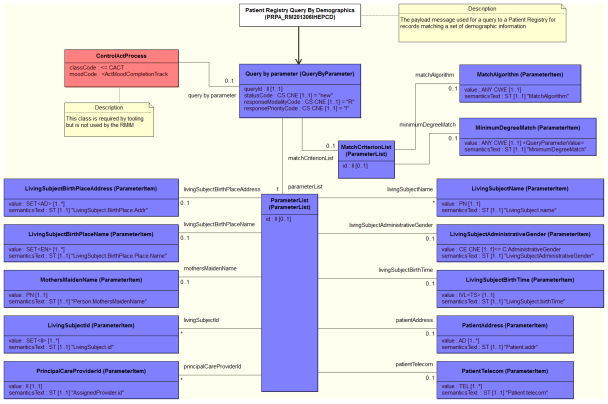 Patient Registry Query By Demographics
(PRPA_RM201306IHEPCD)
Description
The payload message used for a query to a Patient Registry for
records matching a set of demographic information
ControlActProcess
classCode : <= CACT
moodCode : <ActMoodCompletionTrack
Description
This class is required by tooling
but is not used by the RMIM
query by parameter
0..1
Query by parameter (QueryByParameter)
queryId : II [1..1]
statusCode : CS CNE [1..1] = "new"
responseModalityCode : CS CNE [1..1] = "R"
responsePriorityCode : CS CNE [1..1] = "I"
matchAlgorithm
0..1
MatchAlgorithm (ParameterItem)
value : ANY CWE [1..1]
semanticsText : ST [1..1] "MatchAlgorithm"
minimumDegreeMatch
0..1
MinimumDegreeMatch (ParameterItem)
value : ANY CWE [1..1] <QueryParameterValue>
semanticsText : ST [1..1] "MinimumDegreeMatch"
0..1
matchCriterionList
MatchCriterionList
(ParameterList)
id : II [0..1]
1
parameterList
ParameterList
(ParameterList)
id : II [0..1]
LivingSubjectBirthPlaceAddress (ParameterItem)
value : SET<AD> [1..*]
semanticsText : ST [1..1] "LivingSubject.BirthPlace.Addr"
livingSubjectBirthPlaceAddress
0..1
livingSubjectName
*
LivingSubjectName (ParameterItem)
value : PN [1..1]
semanticsText : ST [1..1] "LivingSubject.name"
LivingSubjectBirthPlaceName (ParameterItem)
value : SET<EN> [1..*]
semanticsText : ST [1..1] "LivingSubject.BirthPlace.Place.Name"
livingSubjectBirthPlaceName
0..1
livingSubjectAdministrativeGender
0..1
LivingSubjectAdministrativeGender (ParameterItem)
value : CE CNE [1..1] <= C:AdministrativeGender
semanticsText : ST [1..1] "LivingSubjectAdministrativeGender"
MothersMaidenName (ParameterItem)
value : PN [1..1]
semanticsText : ST [1..1] "Person.MothersMaidenName"
mothersMaidenName
0..1
livingSubjectBirthTime
0..1
LivingSubjectBirthTime (ParameterItem)
value : IVL<TS> [1..1]
semanticsText : ST [1..1] "LivingSubject.birthTime"
LivingSubjectId (ParameterItem)
value : SET<II> [1..*]
semanticsText : ST [1..1] "LivingSubject.id"
livingSubjectId
*
patientAddress
0..1
PatientAddress (ParameterItem)
value : AD [1..*]
semanticsText : ST [1..1] "Patient.addr"
PrincipalCareProviderId (ParameterItem)
value : II [1..1]
semanticsText : ST [1..1] "AssignedProvider.id"
principalCareProviderId
*
patientTelecom
0..1
PatientTelecom (ParameterItem)
value : TEL [1..*]
semanticsText : ST [1..1] "Patient.telecom"